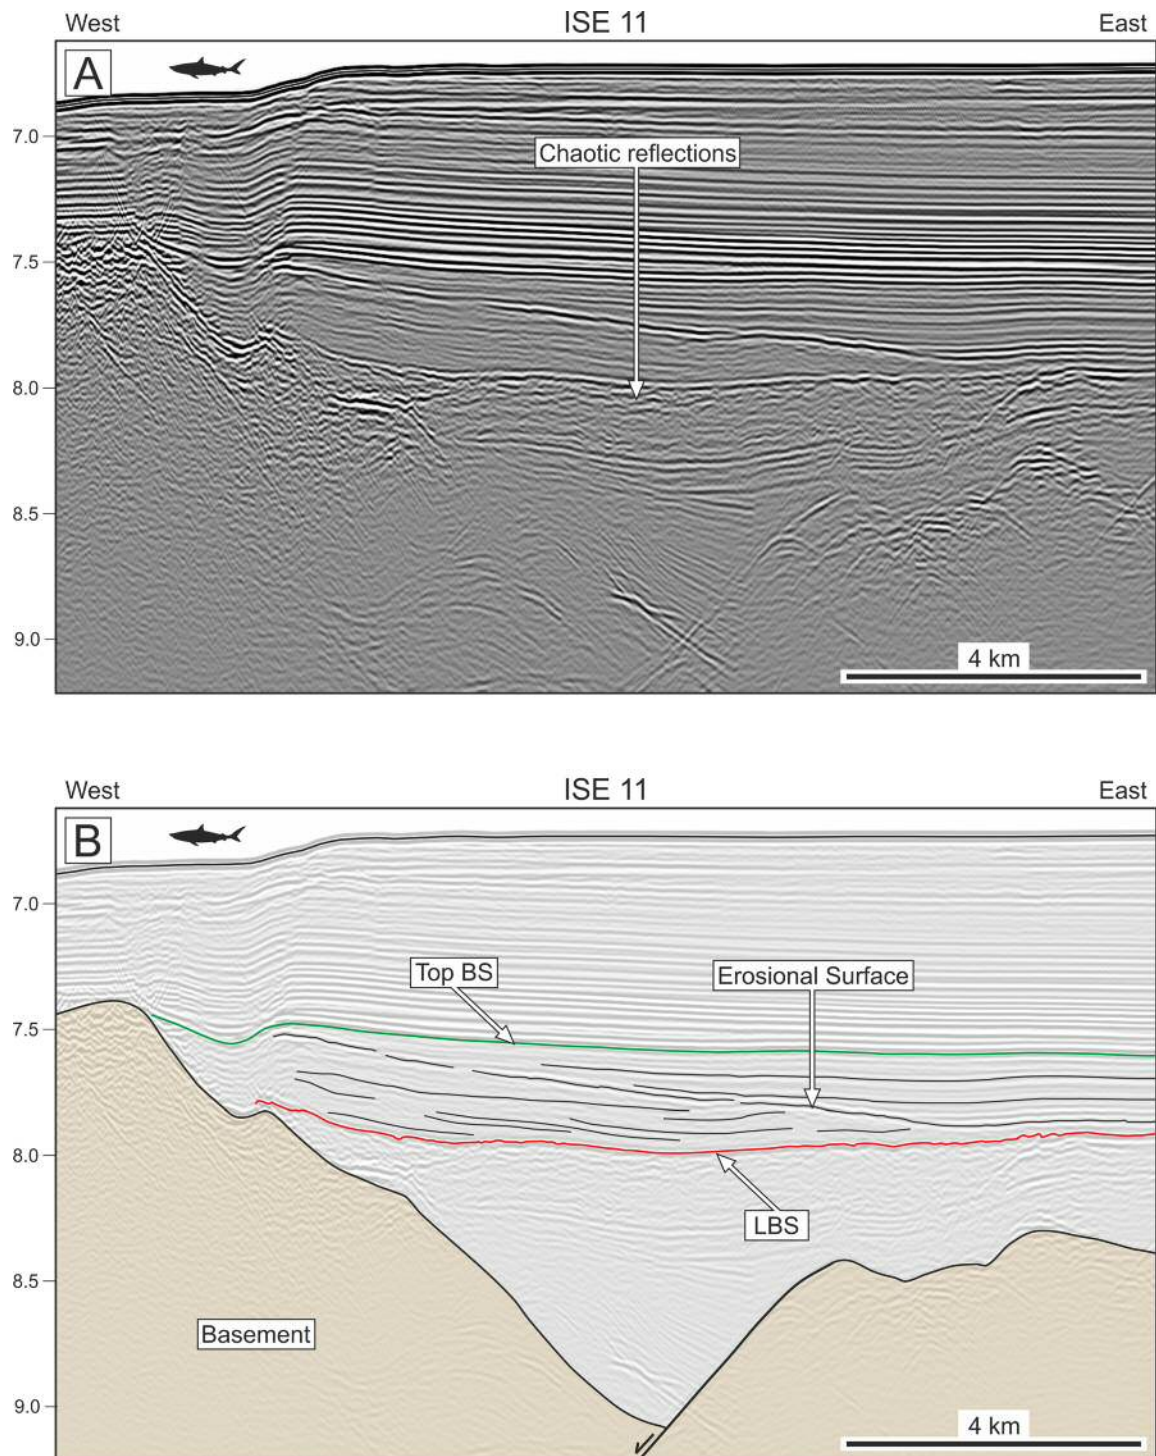 West ISE 11 East
A
7.0
Chaotic reflections
7.5
8.0
8.5
9.0
4 km
West ISE 11 East
B
7.0
Top BS
Erosional Surface
7.5
8.0
LBS
8.5
Basement
9.0
4 km